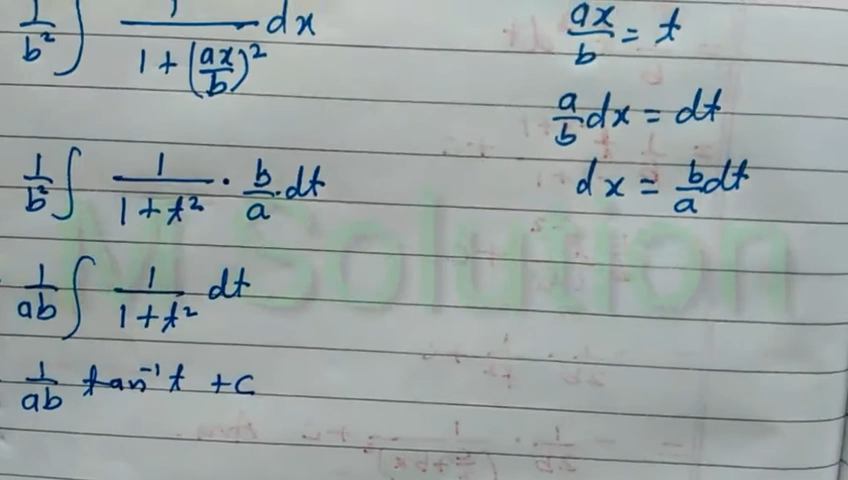 1/b² ∫ 1/(1+(ax/b)²) dx
ax/b = t
a/b dx = dt
1/b² ∫ 1/(1+t²) · b/a · dt
dx = b/a dt
M Solution
1/ab ∫ 1/(1+t²) dt
1/ab tan⁻¹ t + c